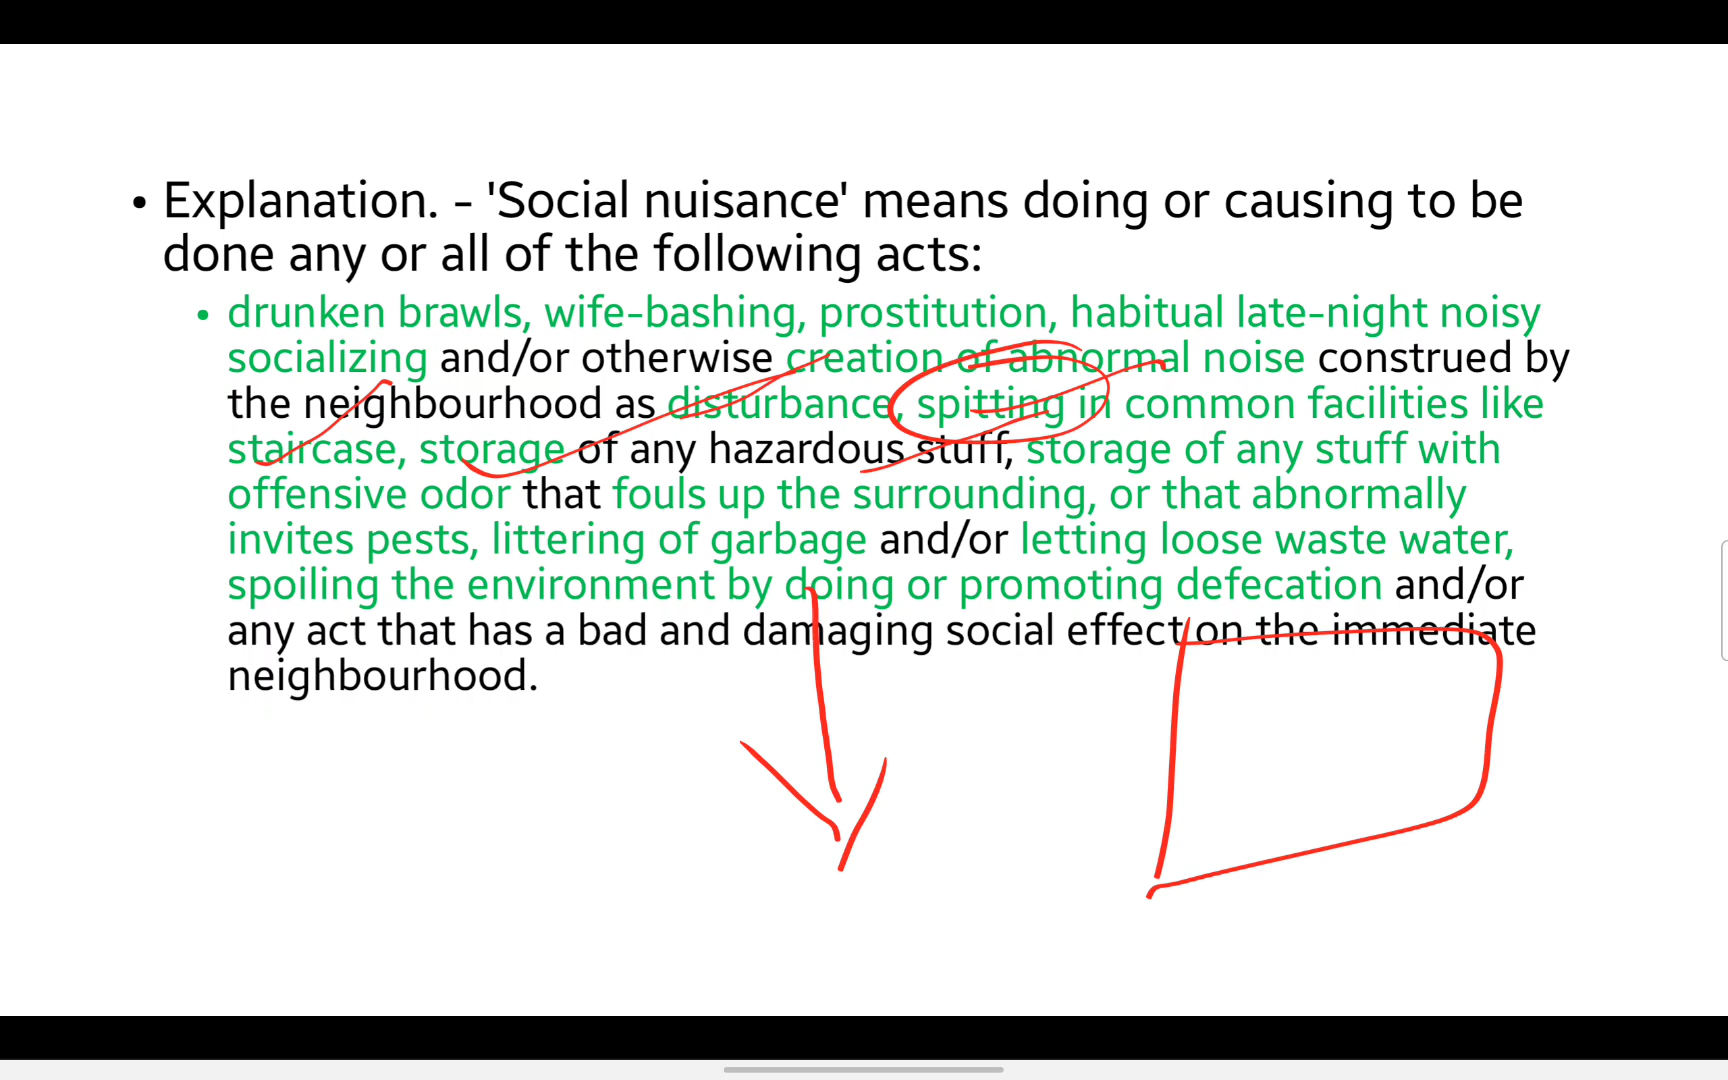 • Explanation. - 'Social nuisance' means doing or causing to be
done any or all of the following acts:
• drunken brawls, wife-bashing, prostitution, habitual late-night noisy
socializing and/or otherwise creation of abnormal noise construed by
the neighbourhood as disturbance, spitting in common facilities like
staircase, storage of any hazardous stuff, storage of any stuff with
offensive odor that fouls up the surrounding, or that abnormally
invites pests, littering of garbage and/or letting loose waste water,
spoiling the environment by doing or promoting defecation and/or
any act that has a bad and damaging social effect on the immediate
neighbourhood.